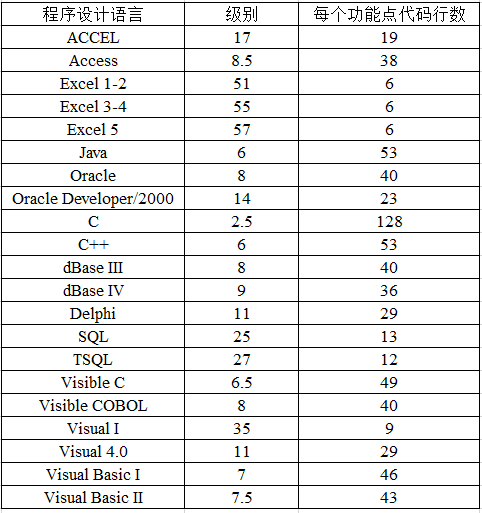 程序设计语言 级别 每个功能点代码行数
ACCEL 17 19
Access 8.5 38
Excel 1-2 51 6
Excel 3-4 55 6
Excel 5 57 6
Java 6 53
Oracle 8 40
Oracle Developer/2000 14 23
C 2.5 128
C++ 6 53
dBase III 8 40
dBase IV 9 36
Delphi 11 29
SQL 25 13
TSQL 27 12
Visible C 6.5 49
Visible COBOL 8 40
Visual I 35 9
Visual 4.0 11 29
Visual Basic I 7 46
Visual Basic II 7.5 43